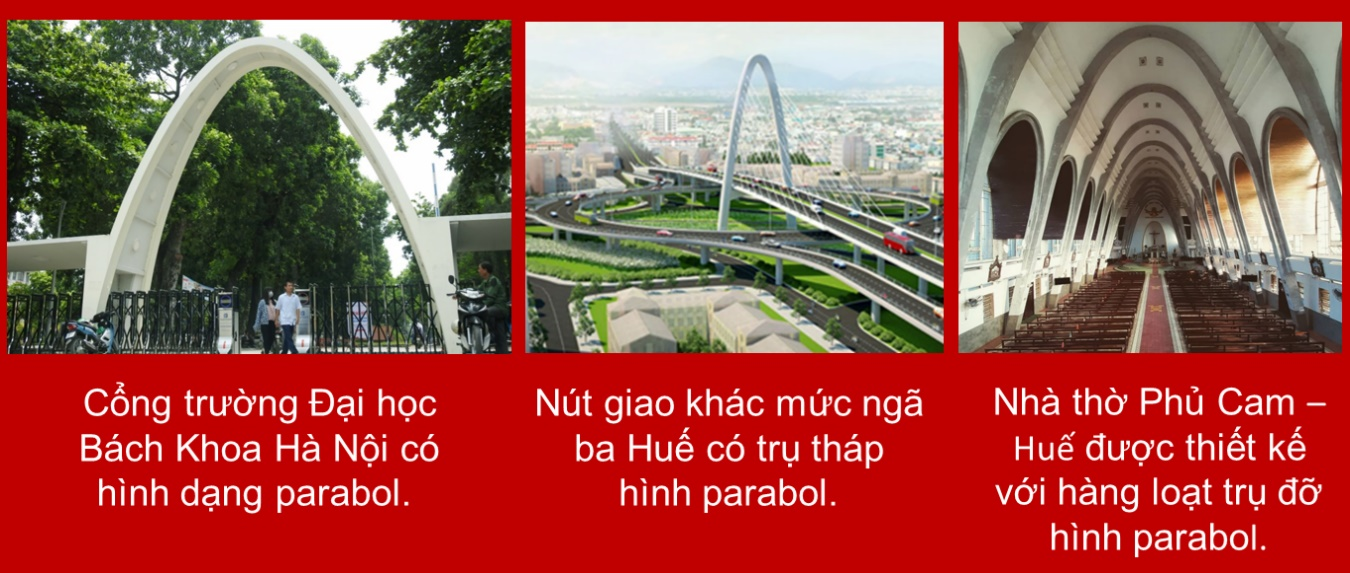 Cổng trường Đại học
Bách Khoa Hà Nội có
hình dạng parabol.
Nút giao khác mức ngã
ba Huế có trụ tháp
hình parabol.
Nhà thờ Phủ Cam –
Huế được thiết kế
với hàng loạt trụ đỡ
hình parabol.